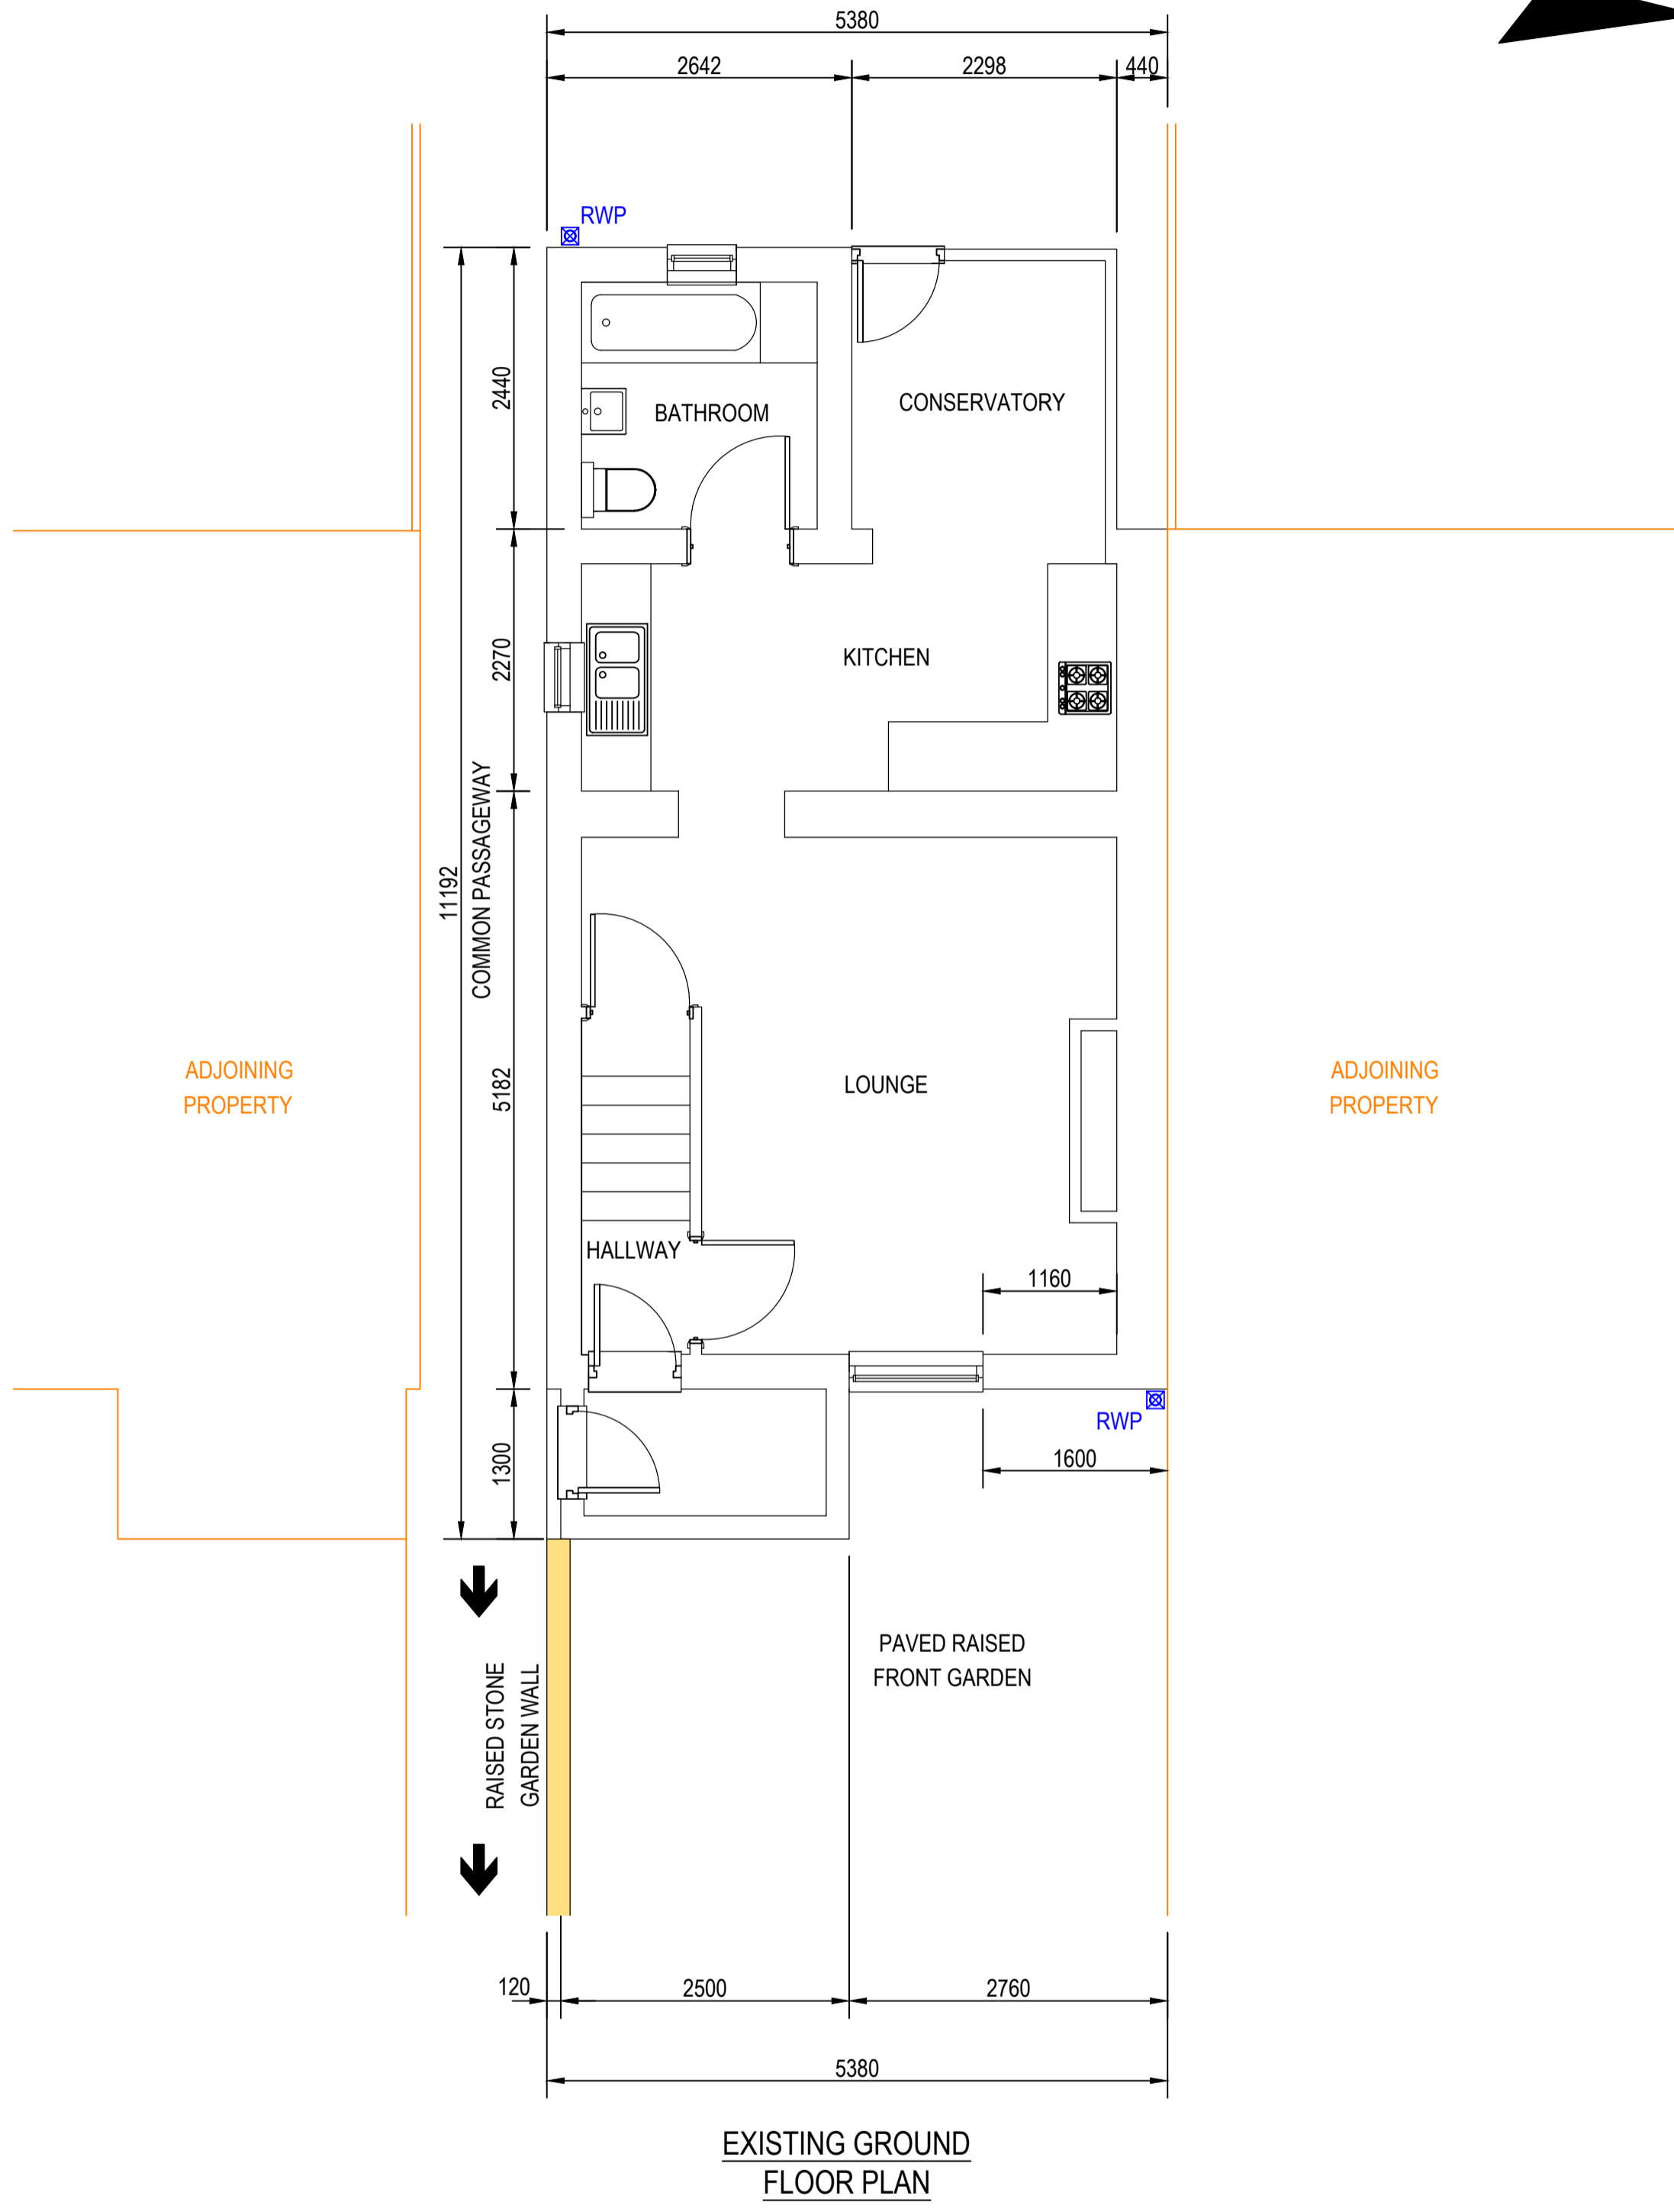 5380
2642
2298
440
RWP
2440
BATHROOM
CONSERVATORY
2270
KITCHEN
11192
COMMON PASSAGEWAY
ADJOINING
PROPERTY
5182
LOUNGE
ADJOINING
PROPERTY
HALLWAY
1160
RWP
1300
1600
RAISED STONE
GARDEN WALL
PAVED RAISED
FRONT GARDEN
120
2500
2760
5380
EXISTING GROUND
FLOOR PLAN